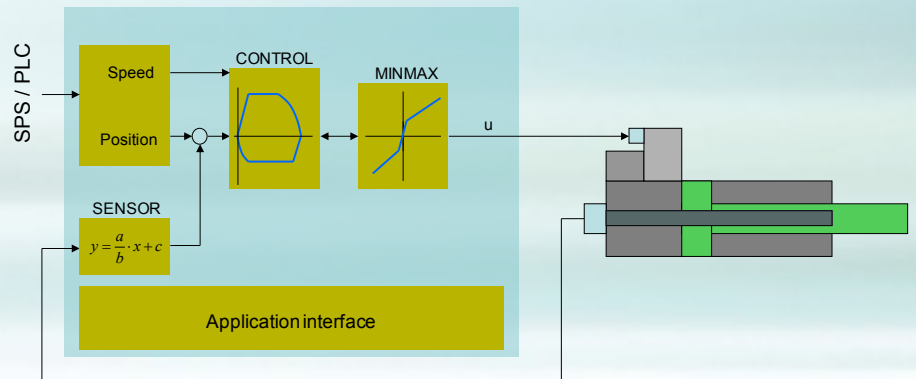 SPS / PLC
Speed
Position
CONTROL
MINMAX
u
SENSOR
y = a/b · x + c
Application interface